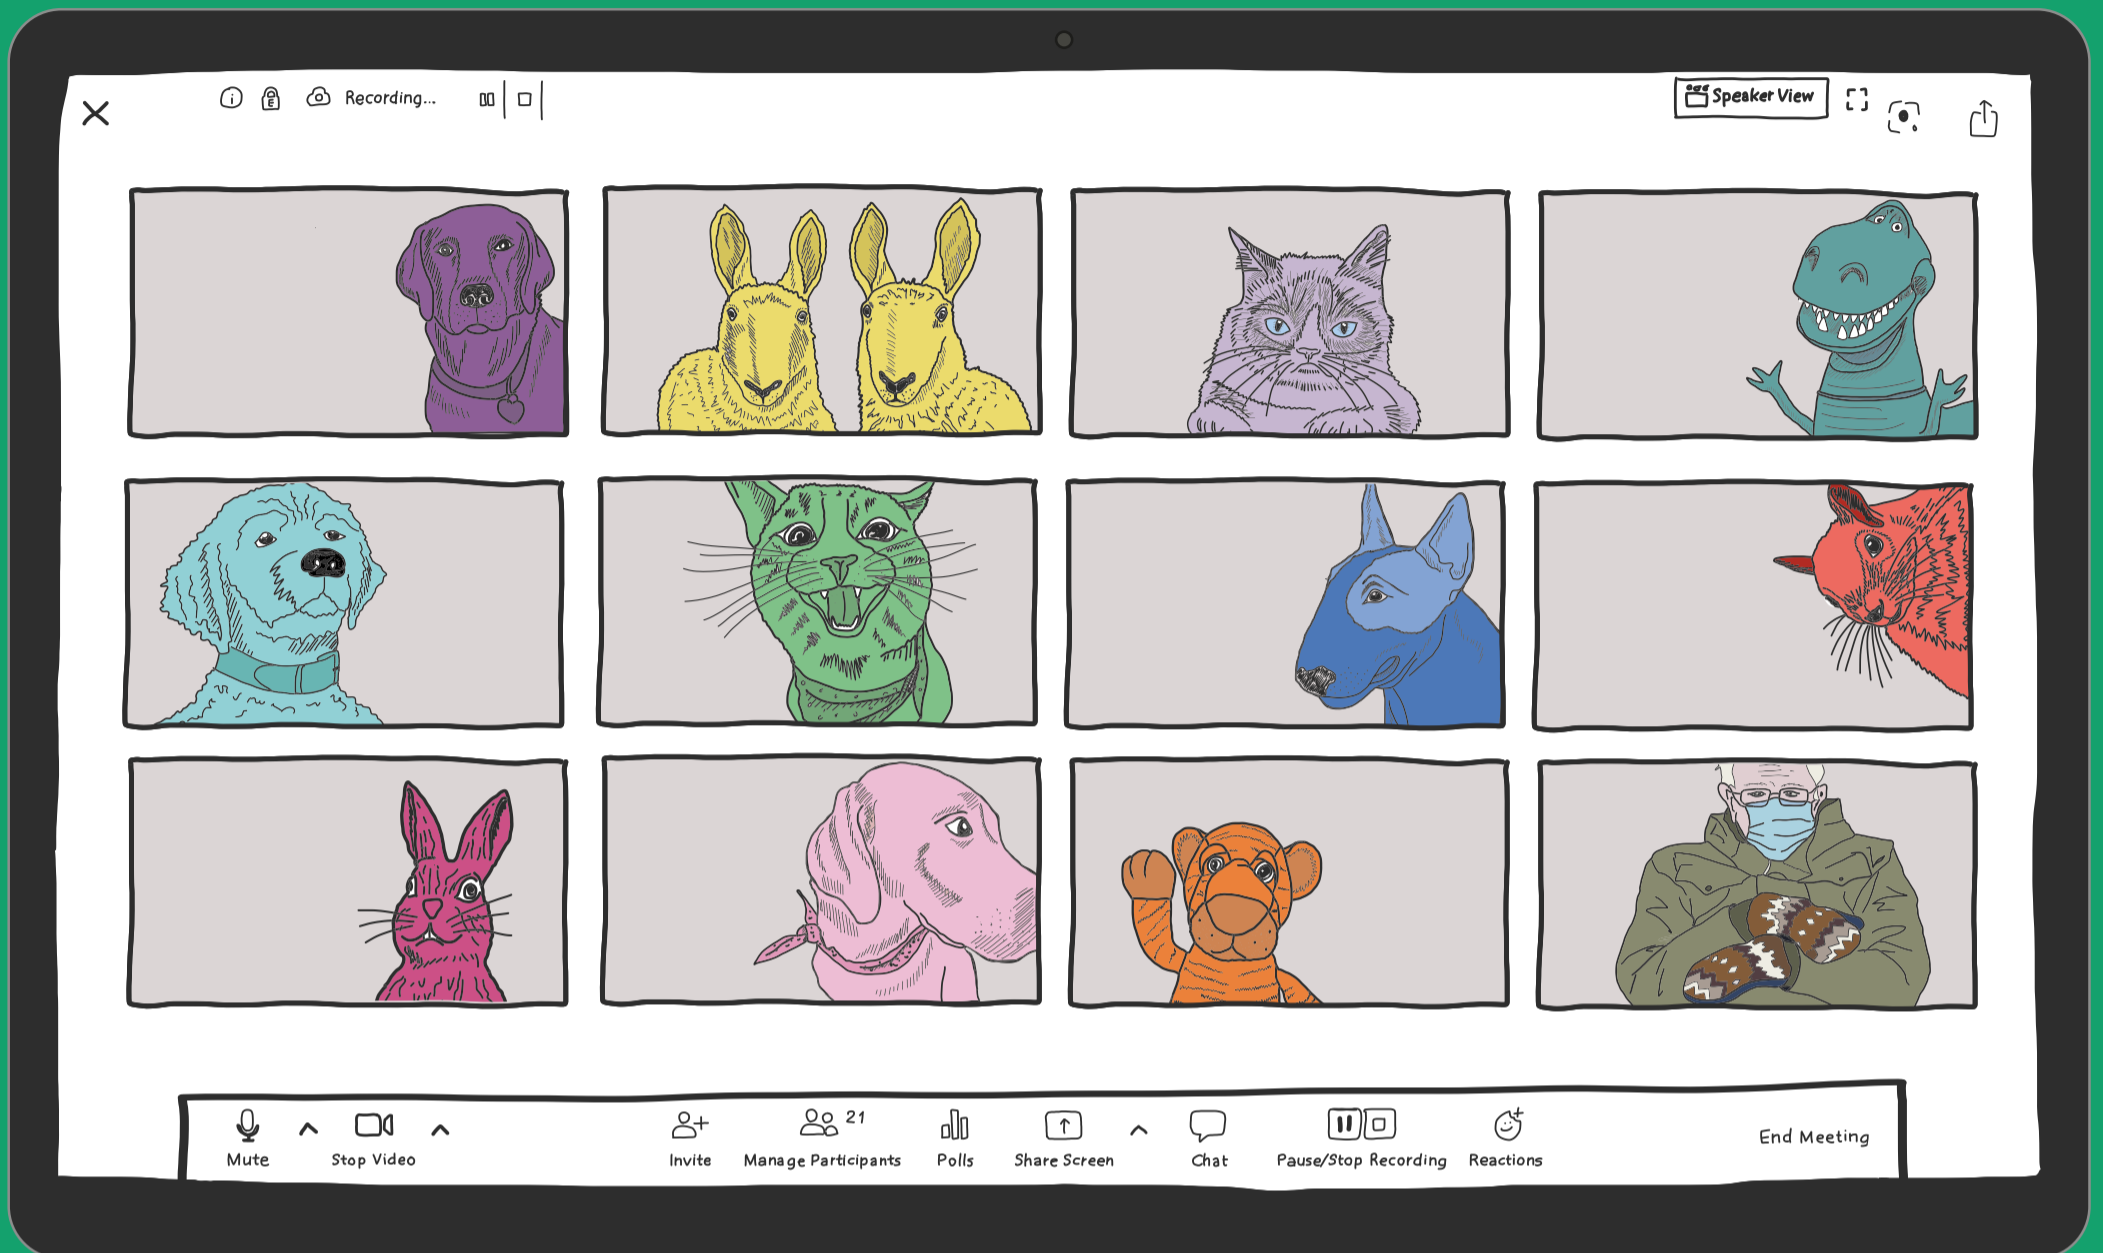 Recording...
Speaker View
21
Mute
Stop Video
Invite
Manage Participants
Polls
Share Screen
Chat
Pause/Stop Recording
Reactions
End Meeting